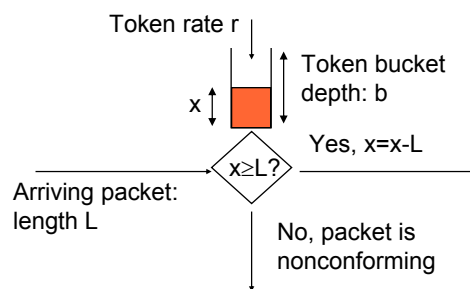 Token rate r
Token bucket
depth: b
x
Yes, x=x-L
x≥L?
Arriving packet:
length L
No, packet is
nonconforming